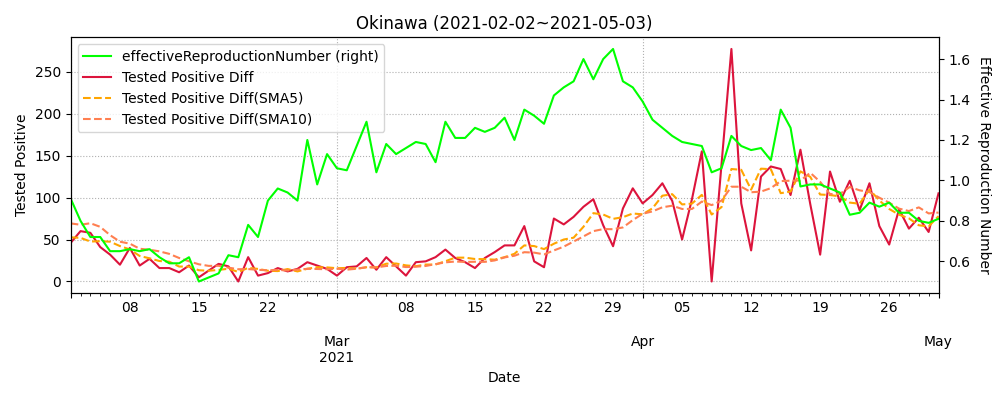 Okinawa (2021-02-02~2021-05-03)
effectiveReproductionNumber (right)
Tested Positive Diff
Tested Positive Diff(SMA5)
Tested Positive Diff(SMA10)
Tested Positive
250
200
150
100
50
0
1.6
1.4
1.2
1.0
0.8
0.6
Effective Reproduction Number
08
15
22
08
15
22
29
05
12
19
26
Mar
2021
Apr
May
Date